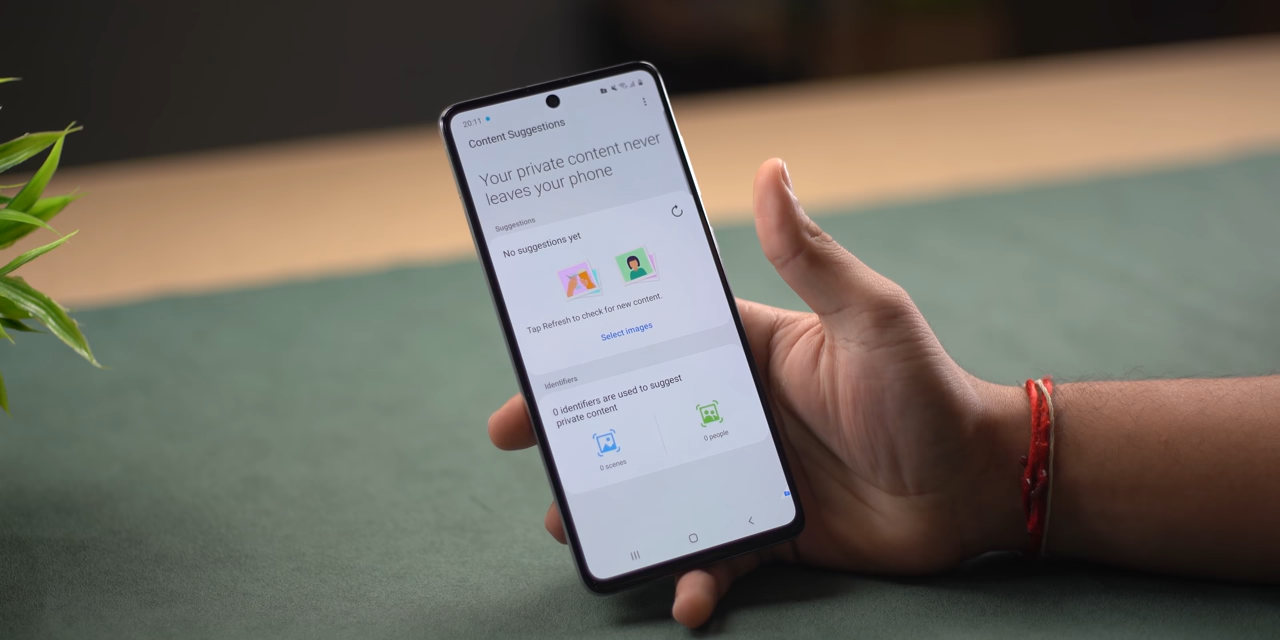 20:11
Content Suggestions
Your private content never
leaves your phone
Suggestions
No suggestions yet
Tap Refresh to check for new content.
Select images
Identifiers
0 identifiers are used to suggest
private content
0 scenes
0 people